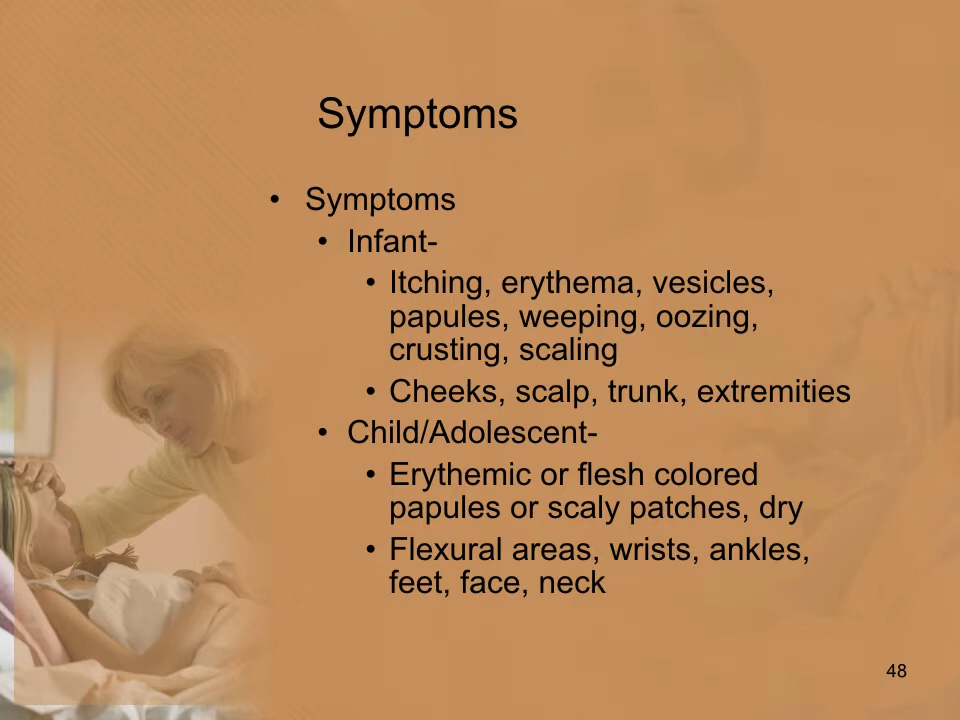 Symptoms
• Symptoms
• Infant-
• Itching, erythema, vesicles,
papules, weeping, oozing,
crusting, scaling
• Cheeks, scalp, trunk, extremities
• Child/Adolescent-
• Erythemic or flesh colored
papules or scaly patches, dry
• Flexural areas, wrists, ankles,
feet, face, neck
48